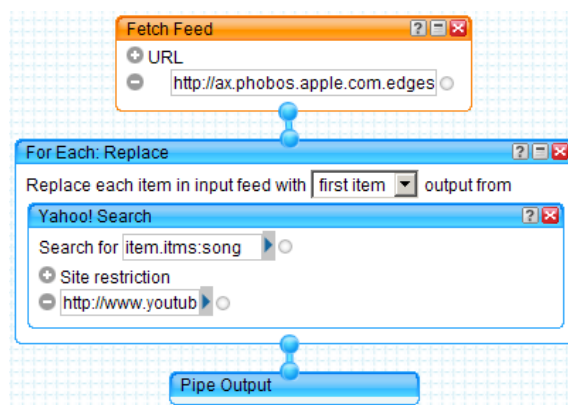 Fetch Feed ?
URL
http://ax.phobos.apple.com.edges
For Each: Replace ?
Replace each item in input feed with first item output from
Yahoo! Search ?
Search for item.itms:song
Site restriction
http://www.youtub
Pipe Output